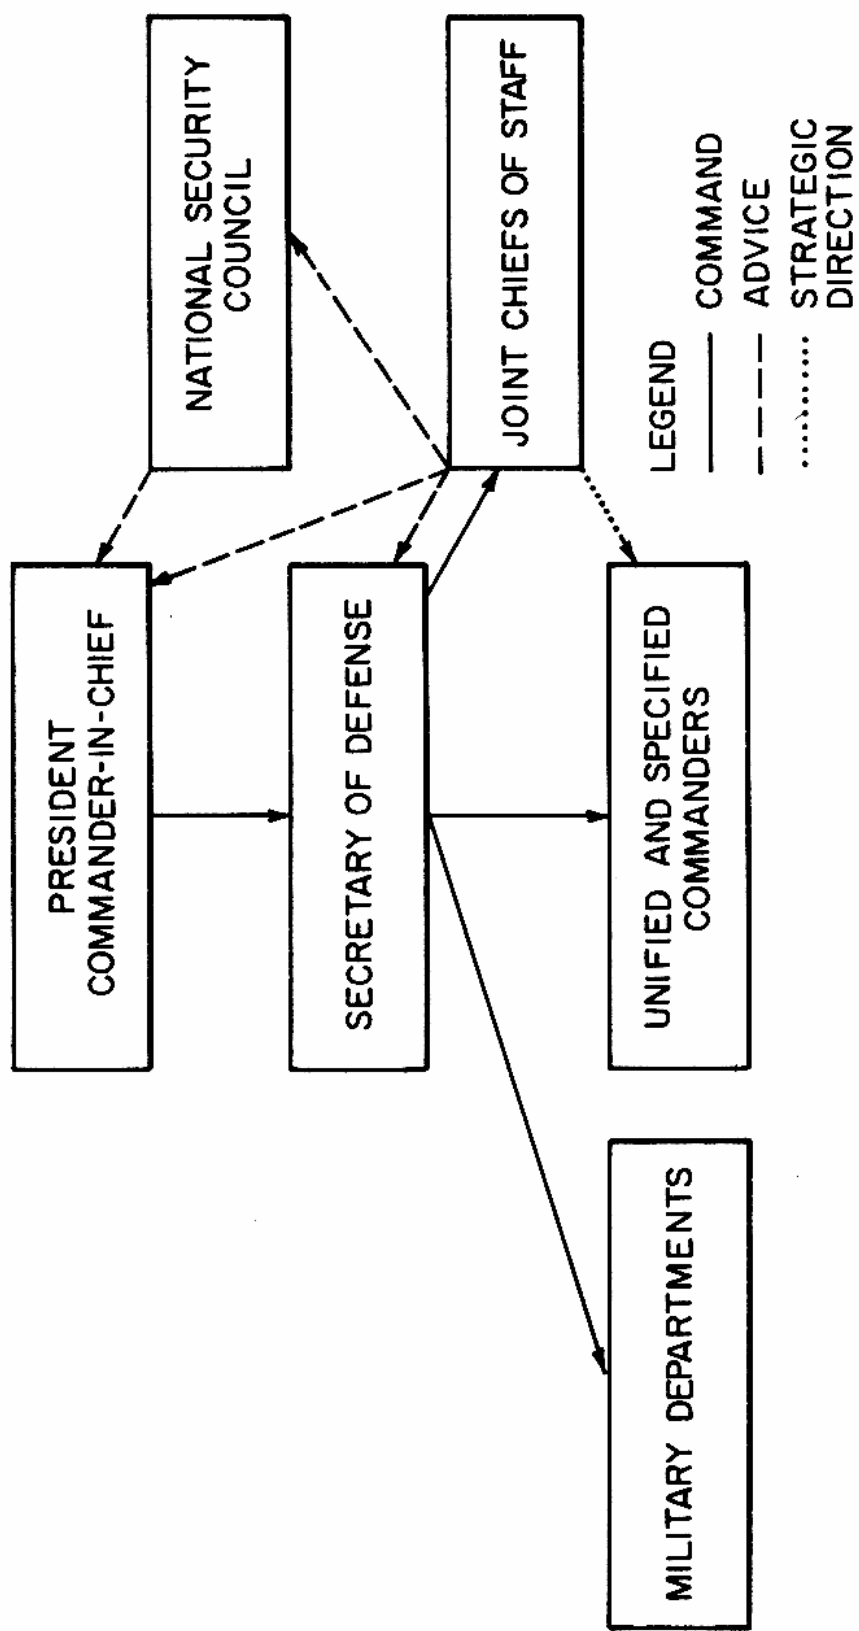 PRESIDENT
COMMANDER-IN-CHIEF
NATIONAL SECURITY
COUNCIL
SECRETARY OF DEFENSE
JOINT CHIEFS OF STAFF
MILITARY DEPARTMENTS
UNIFIED AND SPECIFIED
COMMANDERS
LEGEND
COMMAND
ADVICE
STRATEGIC
DIRECTION